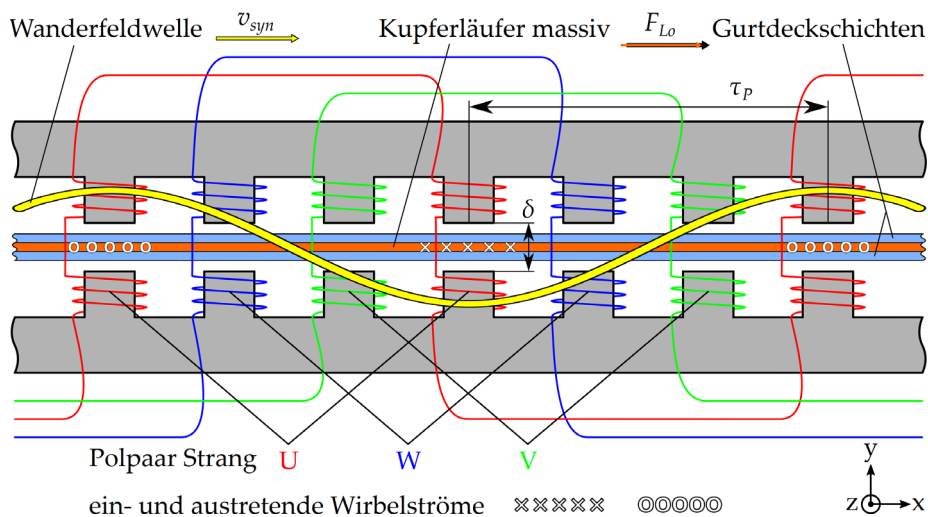 Wanderfeldwelle v_syn Kupferläufer massiv F_Lo Gurtdeckschichten
τ_P
δ
Polpaar Strang U W V
ein- und austretende Wirbelströme
y
z x